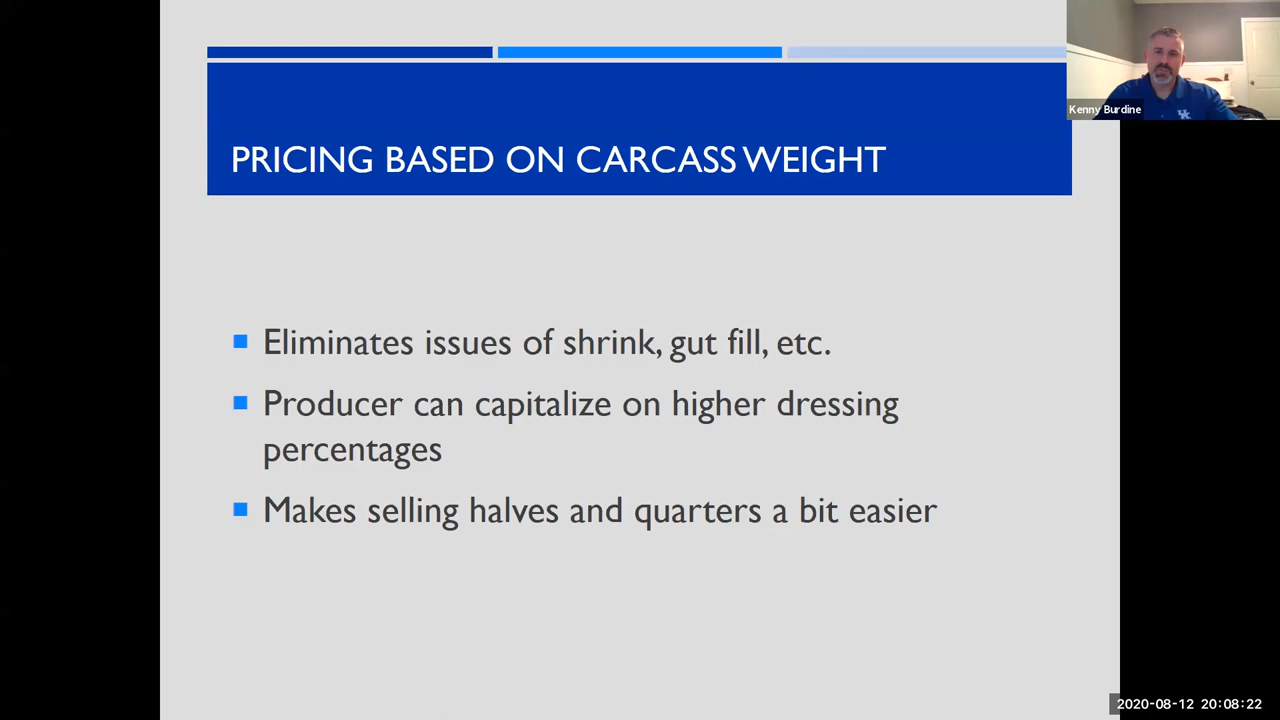 Kenny Burdine
PRICING BASED ON CARCASS WEIGHT
Eliminates issues of shrink, gut fill, etc.
Producer can capitalize on higher dressing
percentages
Makes selling halves and quarters a bit easier
2020-08-12 20:08:22